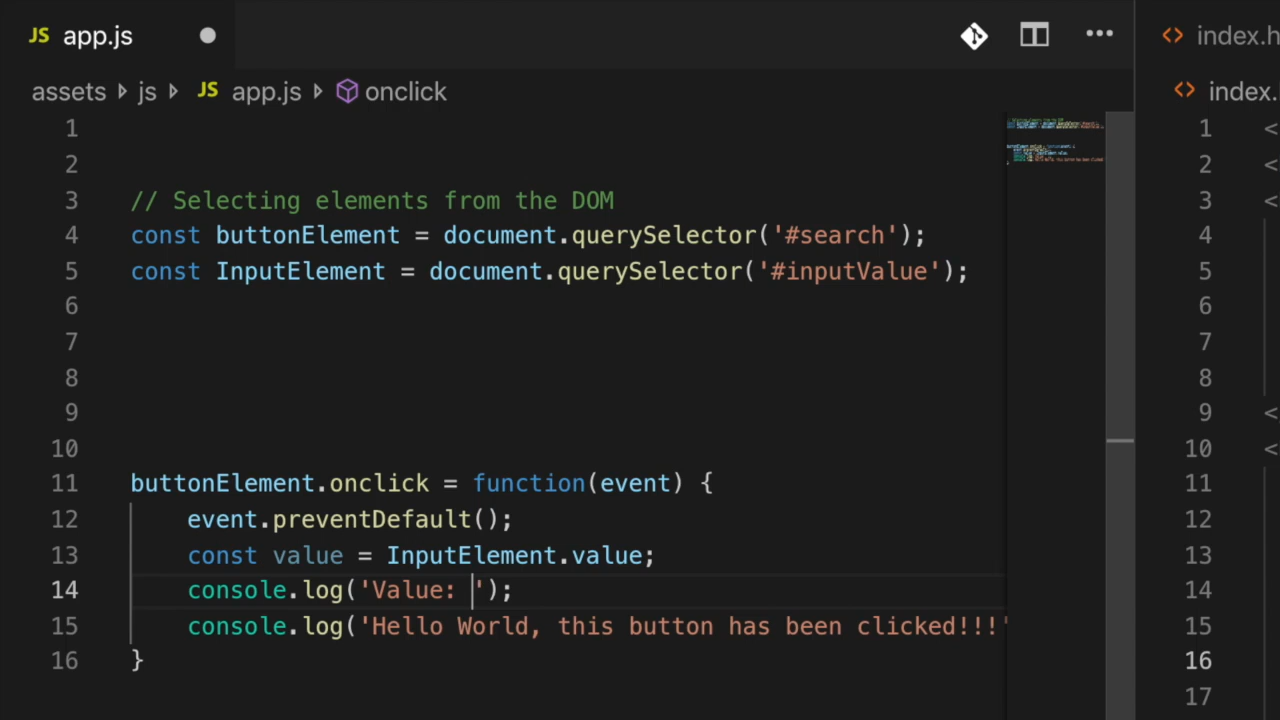 JS app.js
assets js JS app.js onclick
1
2
3 // Selecting elements from the DOM
4 const buttonElement = document.querySelector('#search');
5 const InputElement = document.querySelector('#inputValue');
6
7
8
9
10
11 buttonElement.onclick = function(event) {
12 event.preventDefault();
13 const value = InputElement.value;
14 console.log('Value: ');
15 console.log('Hello World, this button has been clicked!!!'
16 }
<> index.h
<> index.
1 <
2 <
3 <
4
5
6
7
8
9 <
10 <
11
12
13
14
15
16
17